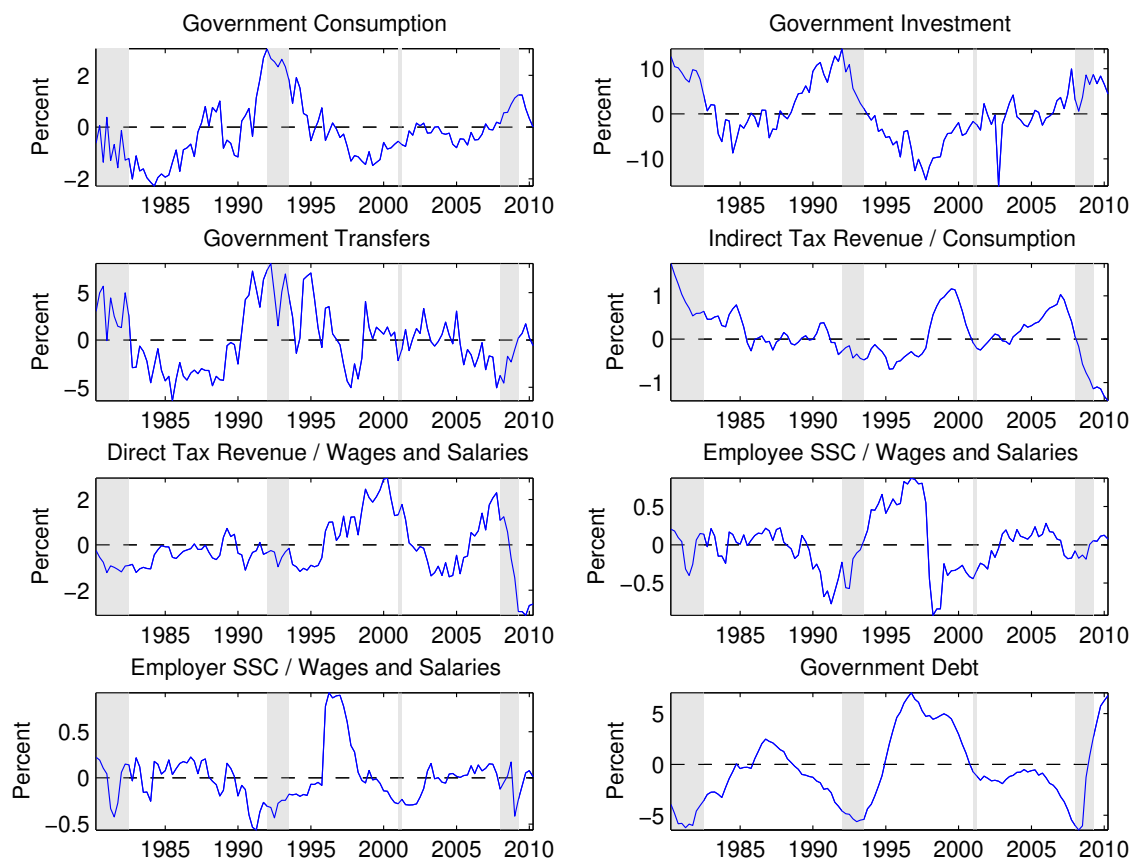 Government Consumption
Percent
2
0
−2
1985 1990 1995 2000 2005 2010
Government Investment
Percent
10
0
−10
1985 1990 1995 2000 2005 2010
Government Transfers
Percent
5
0
−5
1985 1990 1995 2000 2005 2010
Indirect Tax Revenue / Consumption
Percent
1
0
−1
1985 1990 1995 2000 2005 2010
Direct Tax Revenue / Wages and Salaries
Percent
2
0
−2
1985 1990 1995 2000 2005 2010
Employee SSC / Wages and Salaries
Percent
0.5
0
−0.5
1985 1990 1995 2000 2005 2010
Employer SSC / Wages and Salaries
Percent
0.5
0
−0.5
1985 1990 1995 2000 2005 2010
Government Debt
Percent
5
0
−5
1985 1990 1995 2000 2005 2010